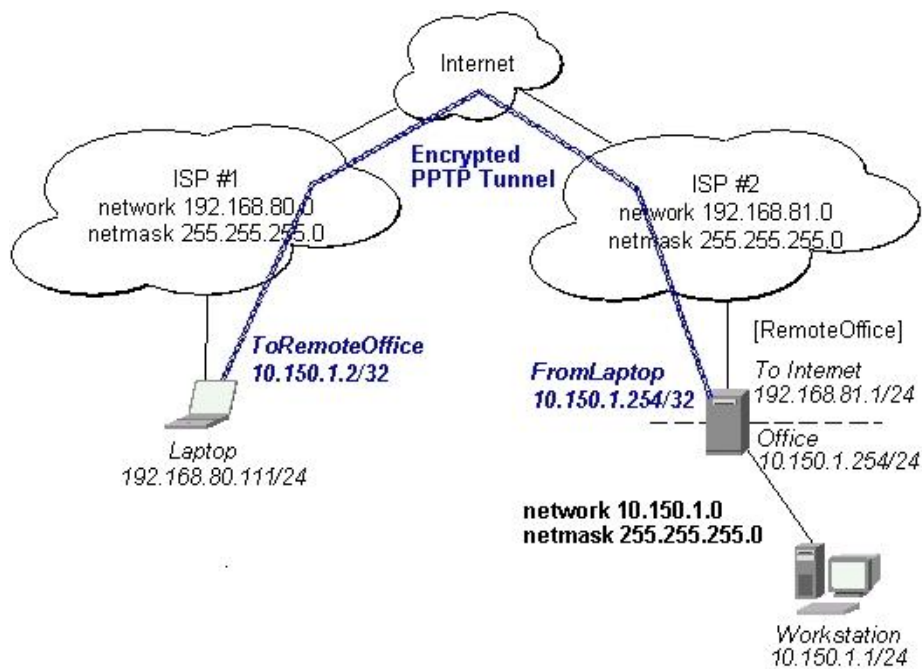 Internet
Encrypted
PPTP Tunnel
ISP #1
network 192.168.80.0
netmask 255.255.255.0
ISP #2
network 192.168.81.0
netmask 255.255.255.0
ToRemoteOffice
10.150.1.2/32
[RemoteOffice]
FromLaptop
10.150.1.254/32
To Internet
192.168.81.1/24
Laptop
192.168.80.111/24
Office
10.150.1.254/24
network 10.150.1.0
netmask 255.255.255.0
Workstation
10.150.1.1/24